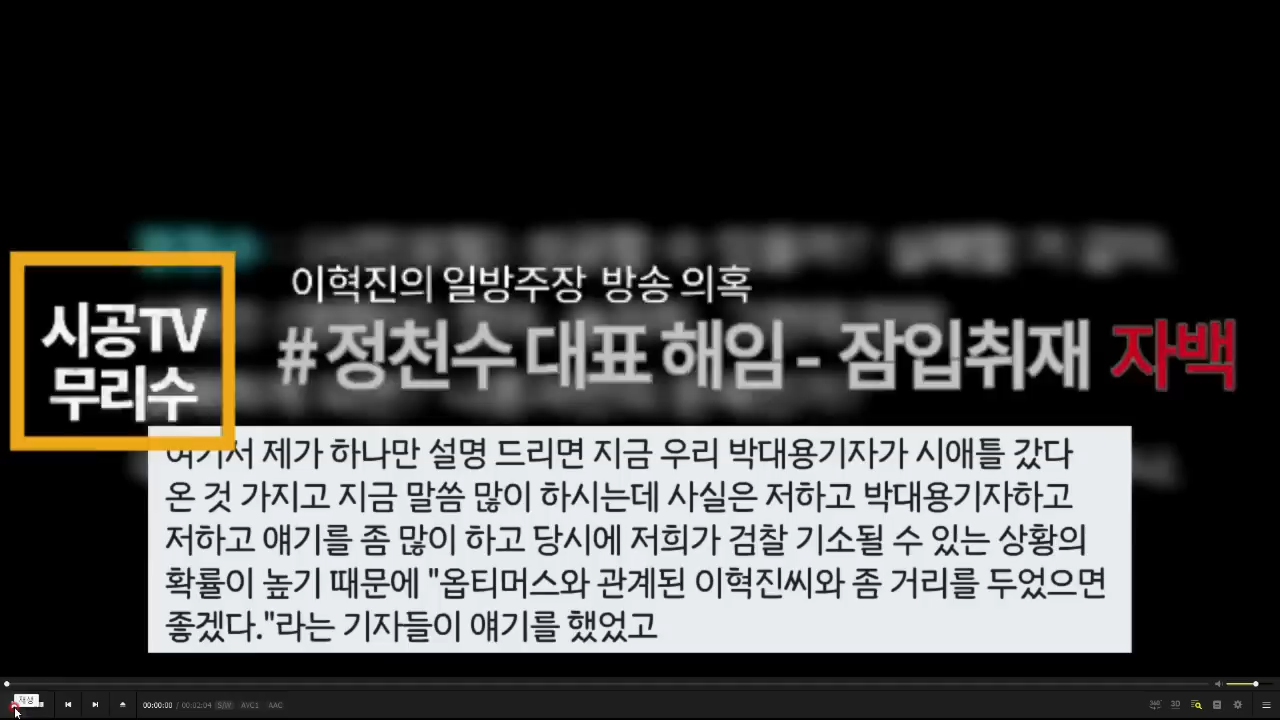 이혁진의 일방주장 방송 의혹
시공TV
무리수
#정천수 대표 해임 - 잠입취재 자백
여기서 제가 하나만 설명 드리면 지금 우리 박대용기자가 시애틀 갔다
온 것 가지고 지금 말씀 많이 하시는데 사실은 저하고 박대용기자하고
저하고 얘기를 좀 많이 하고 당시에 저희가 검찰 기소될 수 있는 상황의
확률이 높기 때문에 "옵티머스와 관계된 이혁진씨와 좀 거리를 두었으면
좋겠다."라는 기자들이 얘기를 했었고
재생
00:00:00 / 00:02:04 S/W AVC1 AAC
360° 3D